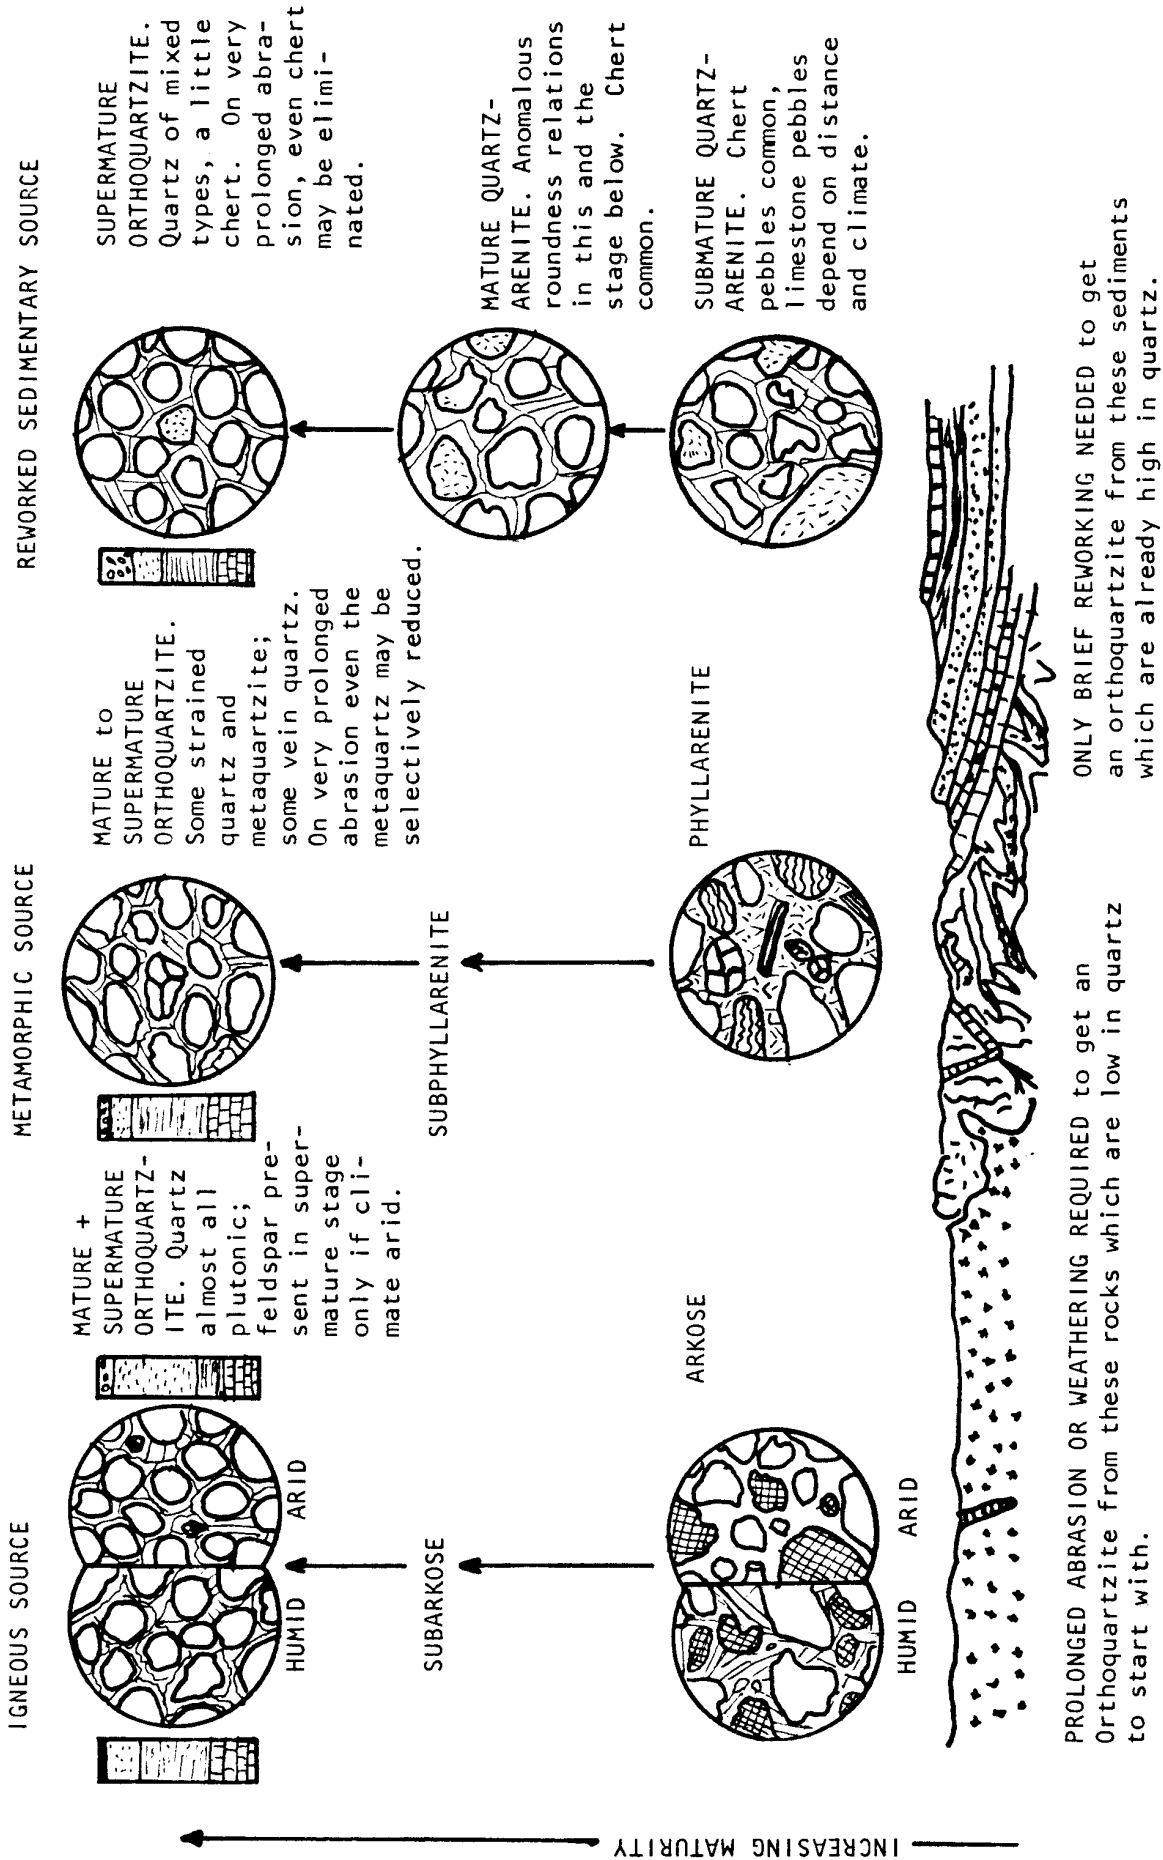 IGNEOUS SOURCE
METAMORPHIC SOURCE
REWORKED SEDIMENTARY SOURCE
MATURE +
SUPERMATURE
ORTHOQUARTZ-
ITE. Quartz
almost all
plutonic;
feldspar pre-
sent in super-
mature stage
only if cli-
mate arid.
HUMID
ARID
SUBARKOSE
ARKOSE
HUMID
ARID
MATURE to
SUPERMATURE
ORTHOQUARTZITE.
Some strained
quartz and
metaquartzite;
some vein quartz.
On very prolonged
abrasion even the
metaquartz may be
selectively reduced.
SUBPHYLLARENITE
PHYLLARENITE
SUPERMATURE
ORTHOQUARTZITE.
Quartz of mixed
types, a little
chert. On very
prolonged abra-
sion, even chert
may be elimi-
nated.
MATURE QUARTZ-
ARENITE. Anomalous
roundness relations
in this and the
stage below. Chert
common.
SUBMATURE QUARTZ-
ARENITE. Chert
pebbles common,
limestone pebbles
depend on distance
and climate.
INCREASING MATURITY
PROLONGED ABRASION OR WEATHERING REQUIRED to get an
Orthoquartzite from these rocks which are low in quartz
to start with.
ONLY BRIEF REWORKING NEEDED to get
an orthoquartzite from these sediments
which are already high in quartz.